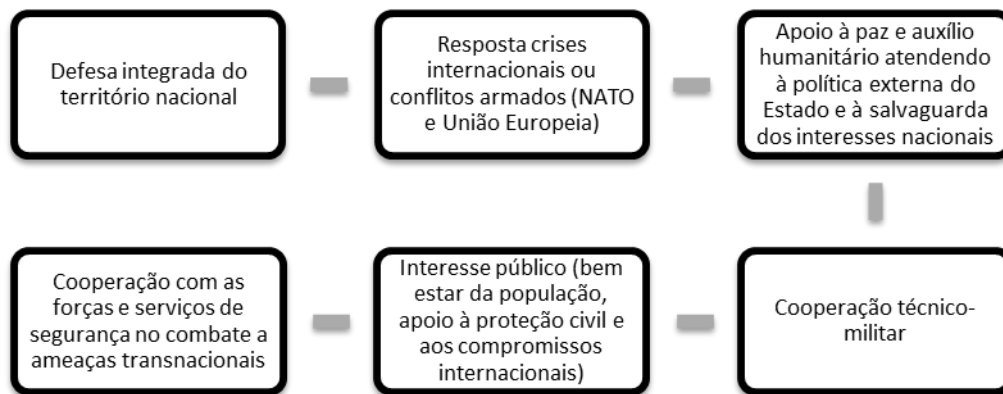 Defesa integrada do
território nacional
Resposta crises
internacionais ou
conflitos armados (NATO
e União Europeia)
Apoio à paz e auxílio
humanitário atendendo
à política externa do
Estado e à salvaguarda
dos interesses nacionais
Cooperação com as
forças e serviços de
segurança no combate a
ameaças transnacionais
Interesse público (bem
estar da população,
apoio à proteção civil e
aos compromissos
internacionais)
Cooperação técnico-
militar